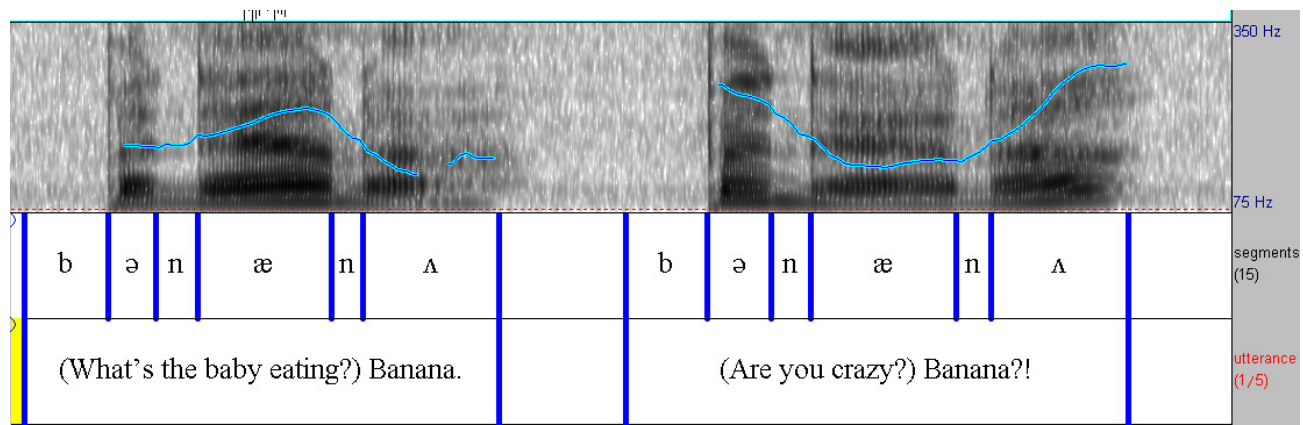 350 Hz
75 Hz
b ə n æ n ʌ b ə n æ n ʌ
segments
(15)
(What's the baby eating?) Banana. (Are you crazy?) Banana?!
utterance
(1/5)